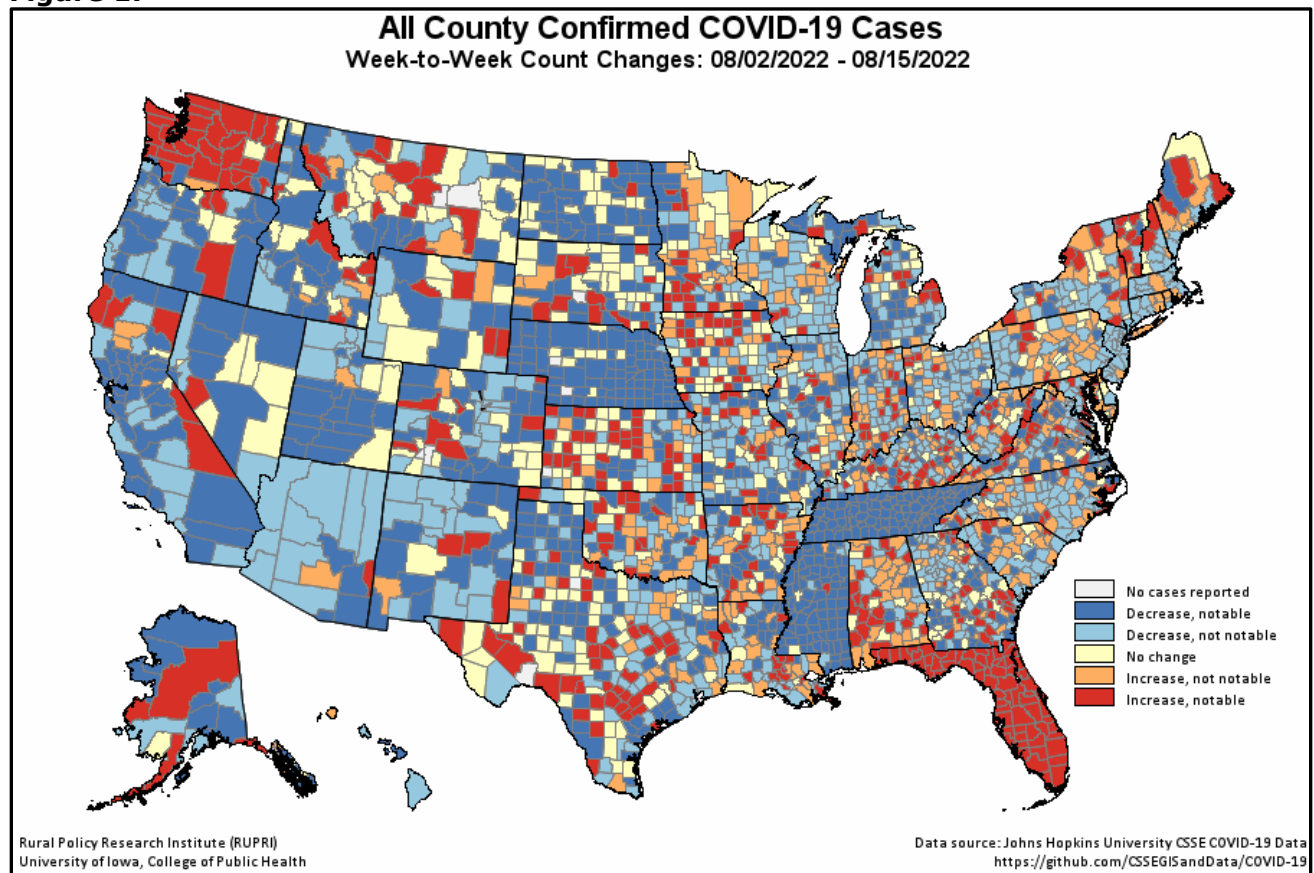 All County Confirmed COVID-19 Cases
Week-to-Week Count Changes: 08/02/2022 - 08/15/2022
No cases reported
Decrease, notable
Decrease, not notable
No change
Increase, not notable
Increase, notable
Rural Policy Research Institute (RUPRI)
University of Iowa, College of Public Health
Data source: Johns Hopkins University CSSE COVID-19 Data
https://github.com/CSSEGISandData/COVID-19